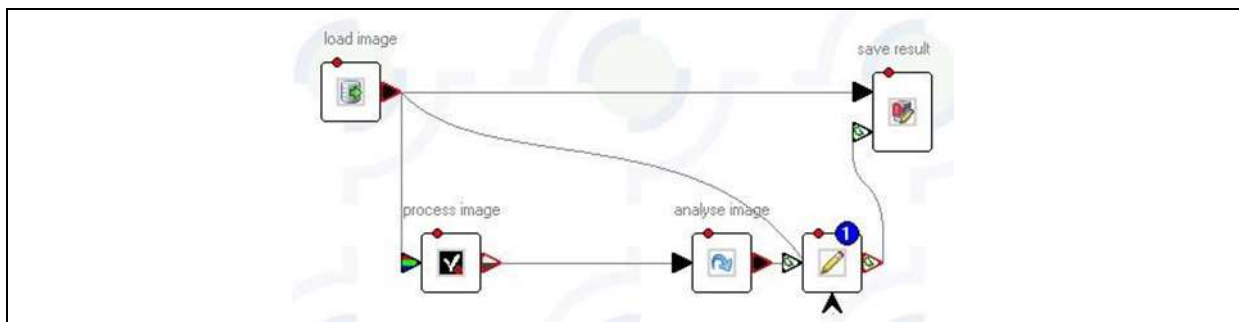 load image
save result
process image
analyse image
1